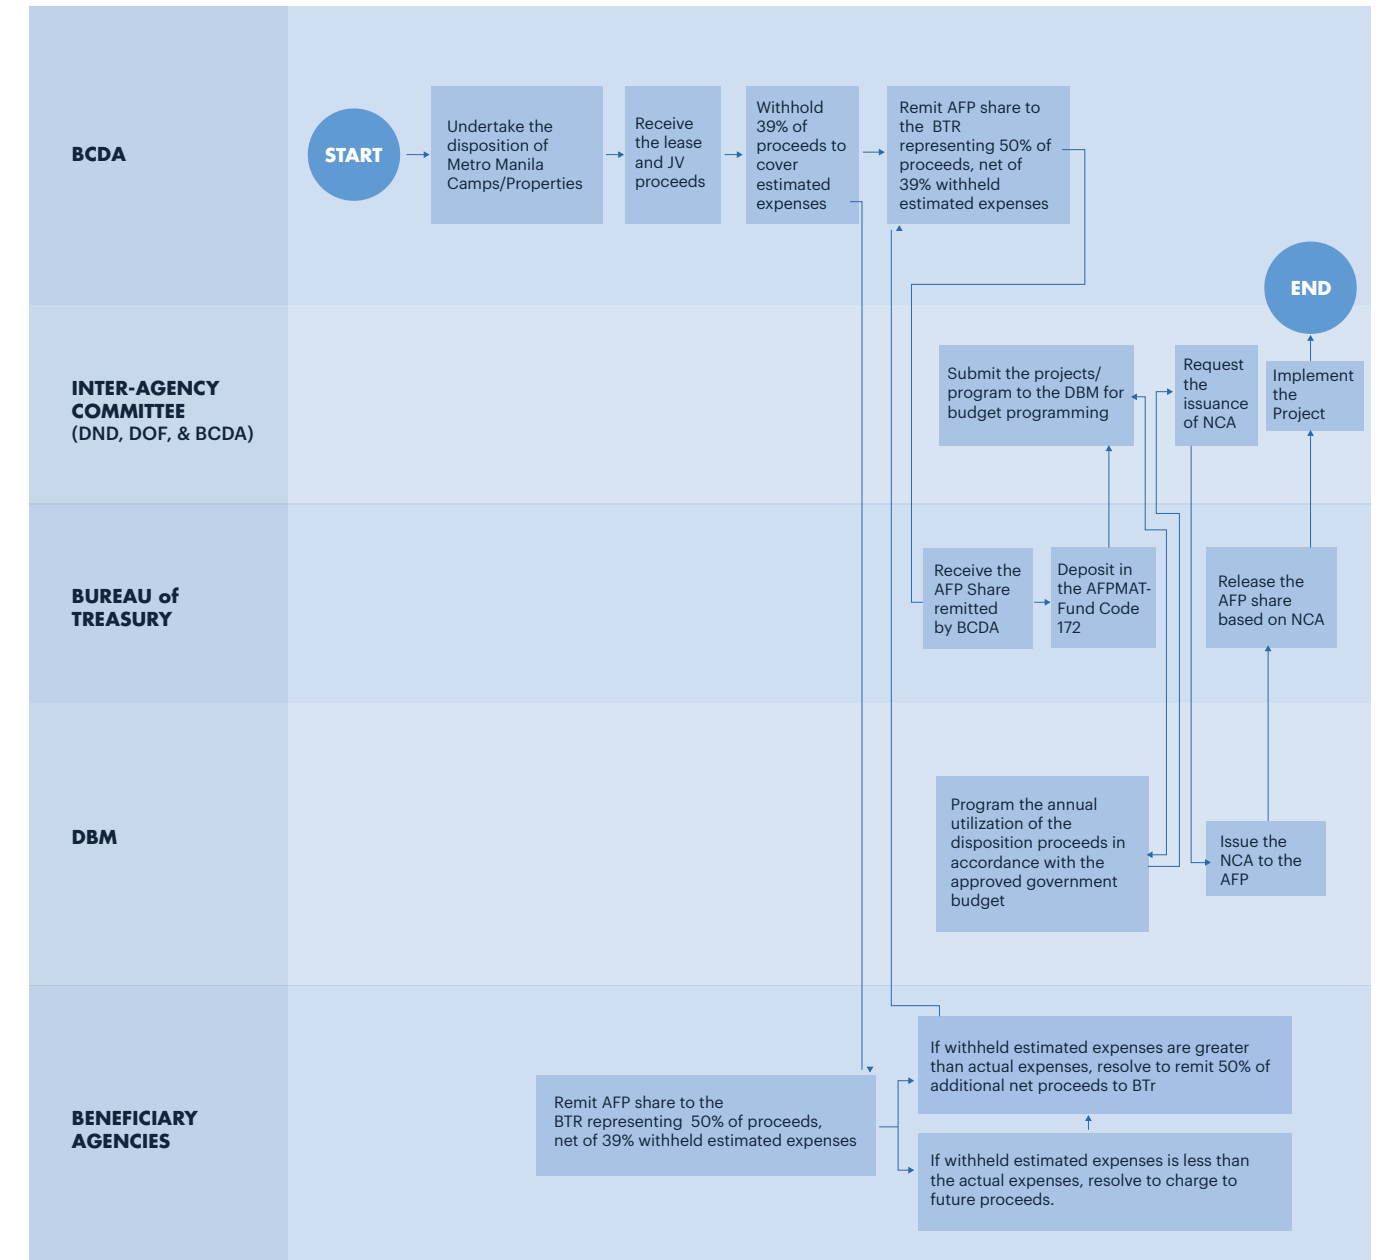 BCDA
START
Undertake the
disposition of
Metro Manila
Camps/Properties
Receive
the lease
and JV
proceeds
Withhold
39% of
proceeds to
cover
estimated
expenses
Remit AFP share to
the BTR
representing 50% of
proceeds, net of
39% withheld
estimated expenses
END
INTER-AGENCY
COMMITTEE
(DND, DOF, & BCDA)
Submit the projects/
program to the DBM for
budget programming
Request
the
issuance
of NCA
Implement
the
Project
BUREAU of
TREASURY
Receive the
AFP Share
remitted
by BCDA
Deposit in
the AFPMAT-
Fund Code
172
Release the
AFP share
based on NCA
DBM
Program the annual
utilization of the
disposition proceeds in
accordance with the
approved government
budget
Issue the
NCA to the
AFP
BENEFICIARY
AGENCIES
Remit AFP share to the
BTR representing 50% of proceeds,
net of 39% withheld estimated expenses
If withheld estimated expenses are greater
than actual expenses, resolve to remit 50% of
additional net proceeds to BTr
If withheld estimated expenses is less than
the actual expenses, resolve to charge to
future proceeds.